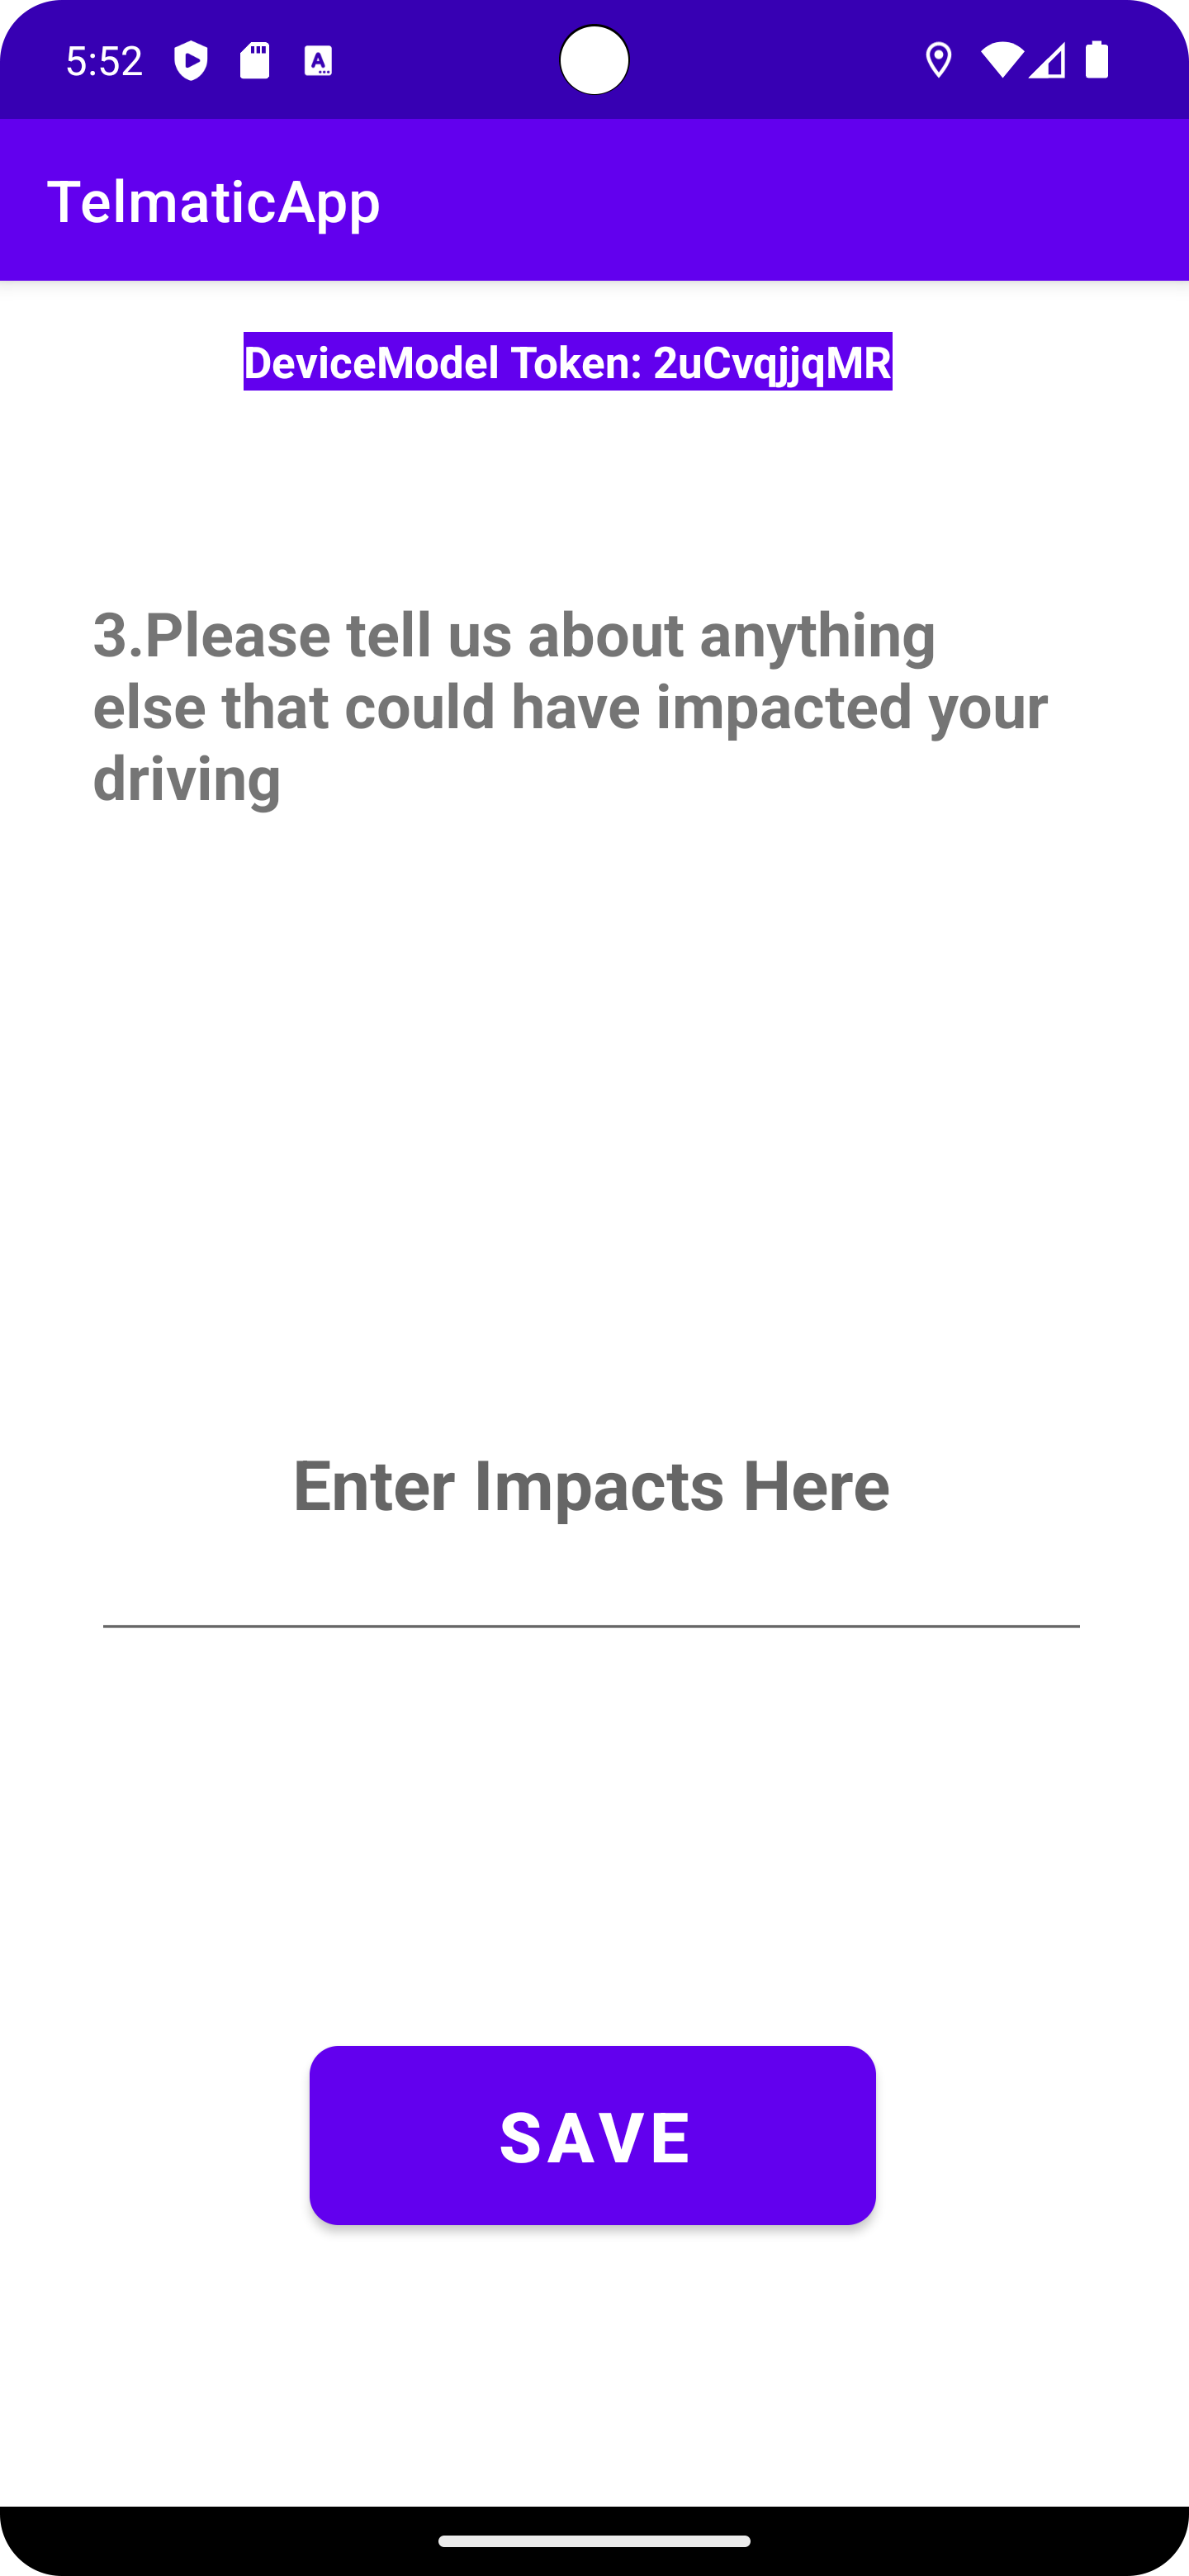 5:52
TelmaticApp
DeviceModel Token: 2uCvqjjqMR
3.Please tell us about anything
else that could have impacted your
driving
Enter Impacts Here
SAVE